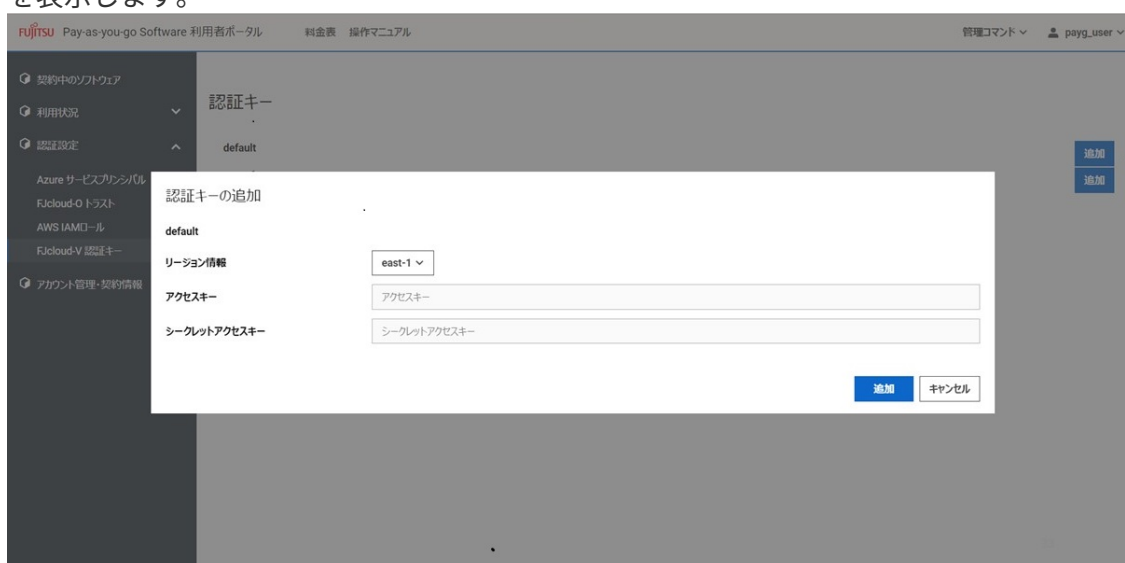 を表示します。
FUJITSU Pay-as-you-go Software 利用者ポータル 料金表 操作マニュアル 管理コマンド payg_user
契約中のソフトウェア
利用状況
認証設定
Azure サービスプリンシパル
FJcloud-O トラスト
AWS IAMロール
FJcloud-V 認証キー
アカウント管理・契約情報
認証キー
default 追加
追加
認証キーの追加
default
リージョン情報 east-1
アクセスキー アクセスキー
シークレットアクセスキー シークレットアクセスキー
追加 キャンセル